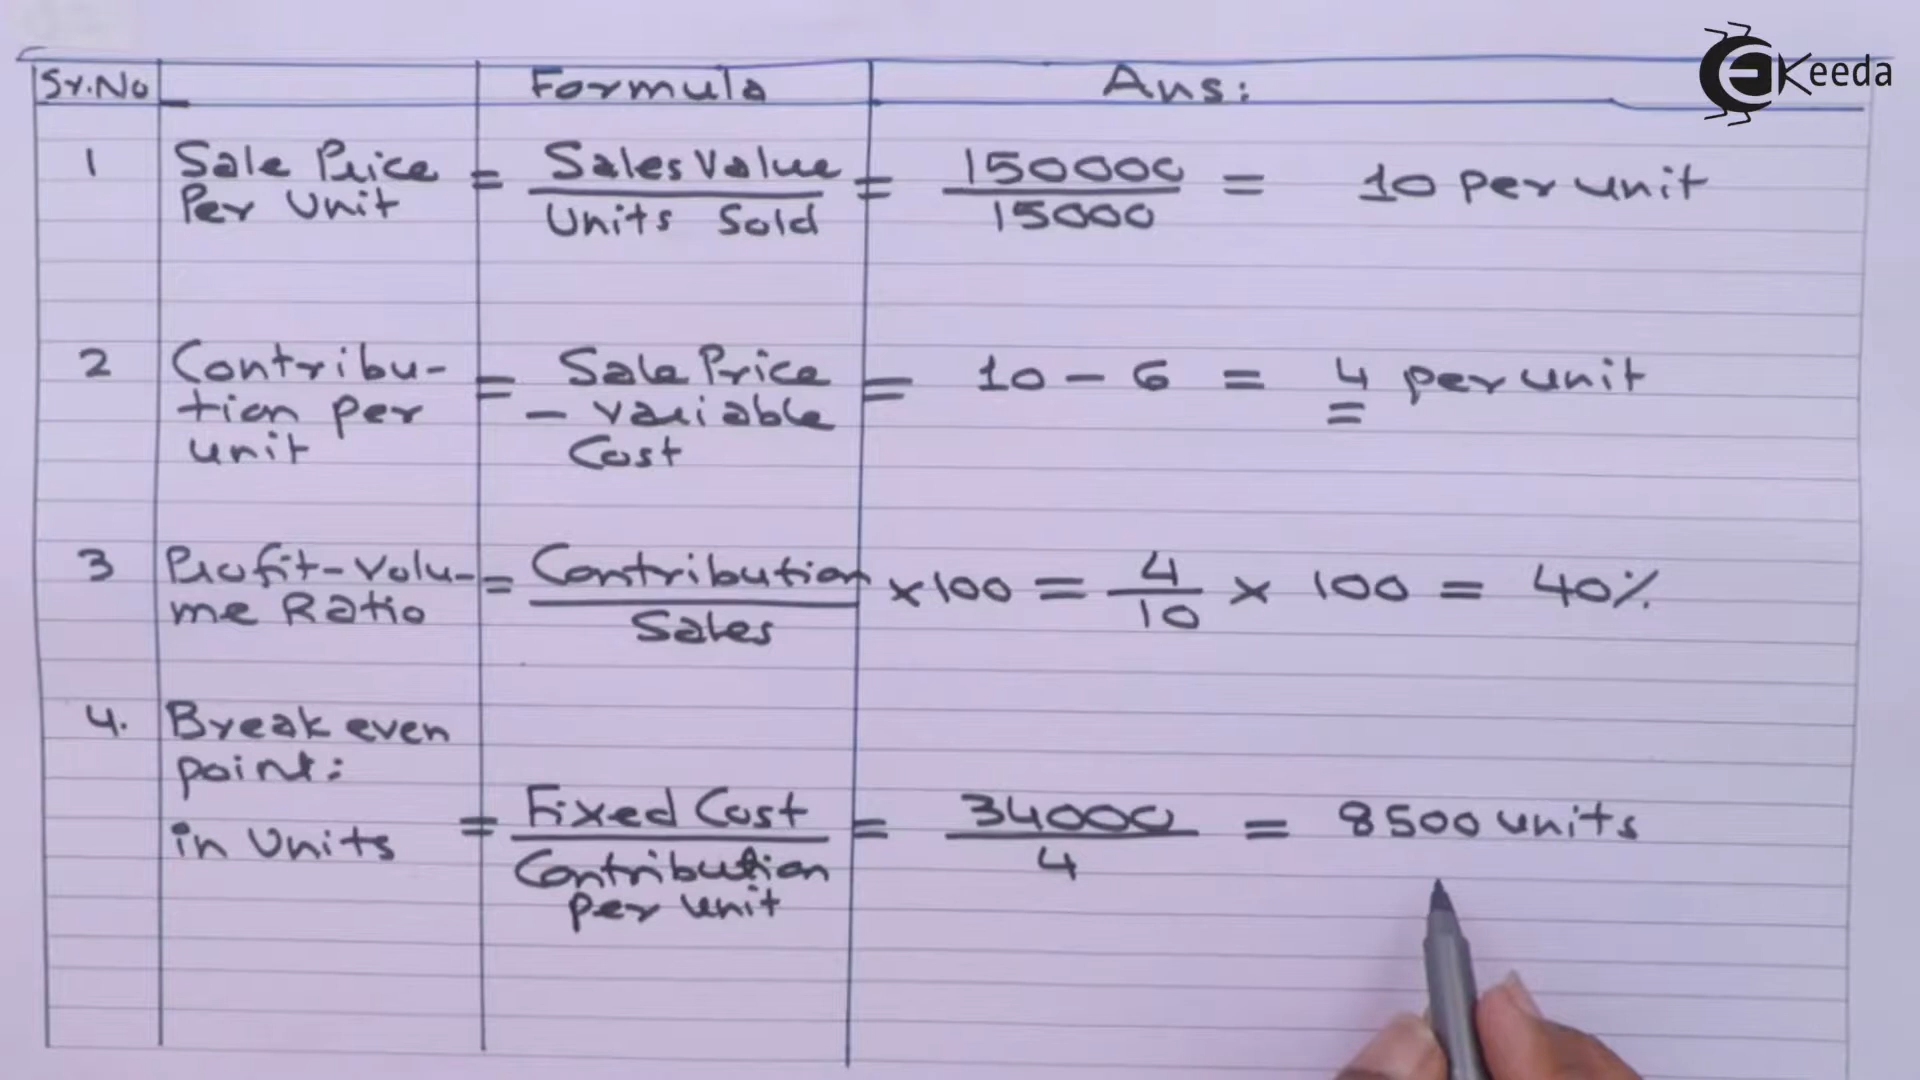 EKeeda
Sr.No Formula Ans:
1 Sale Price = Sales Value = 150000 = 10 per unit
Per Unit Units Sold 15000
2 Contribu- = Sale Price = 10 - 6 = 4 per unit
tion per - variable
unit Cost
3 Profit-Volu- = Contribution × 100 = 4 × 100 = 40%
me Ratio Sales 10
4. Break even
point:
in Units = Fixed Cost = 34000 = 8500 units
Contribution 4
per unit